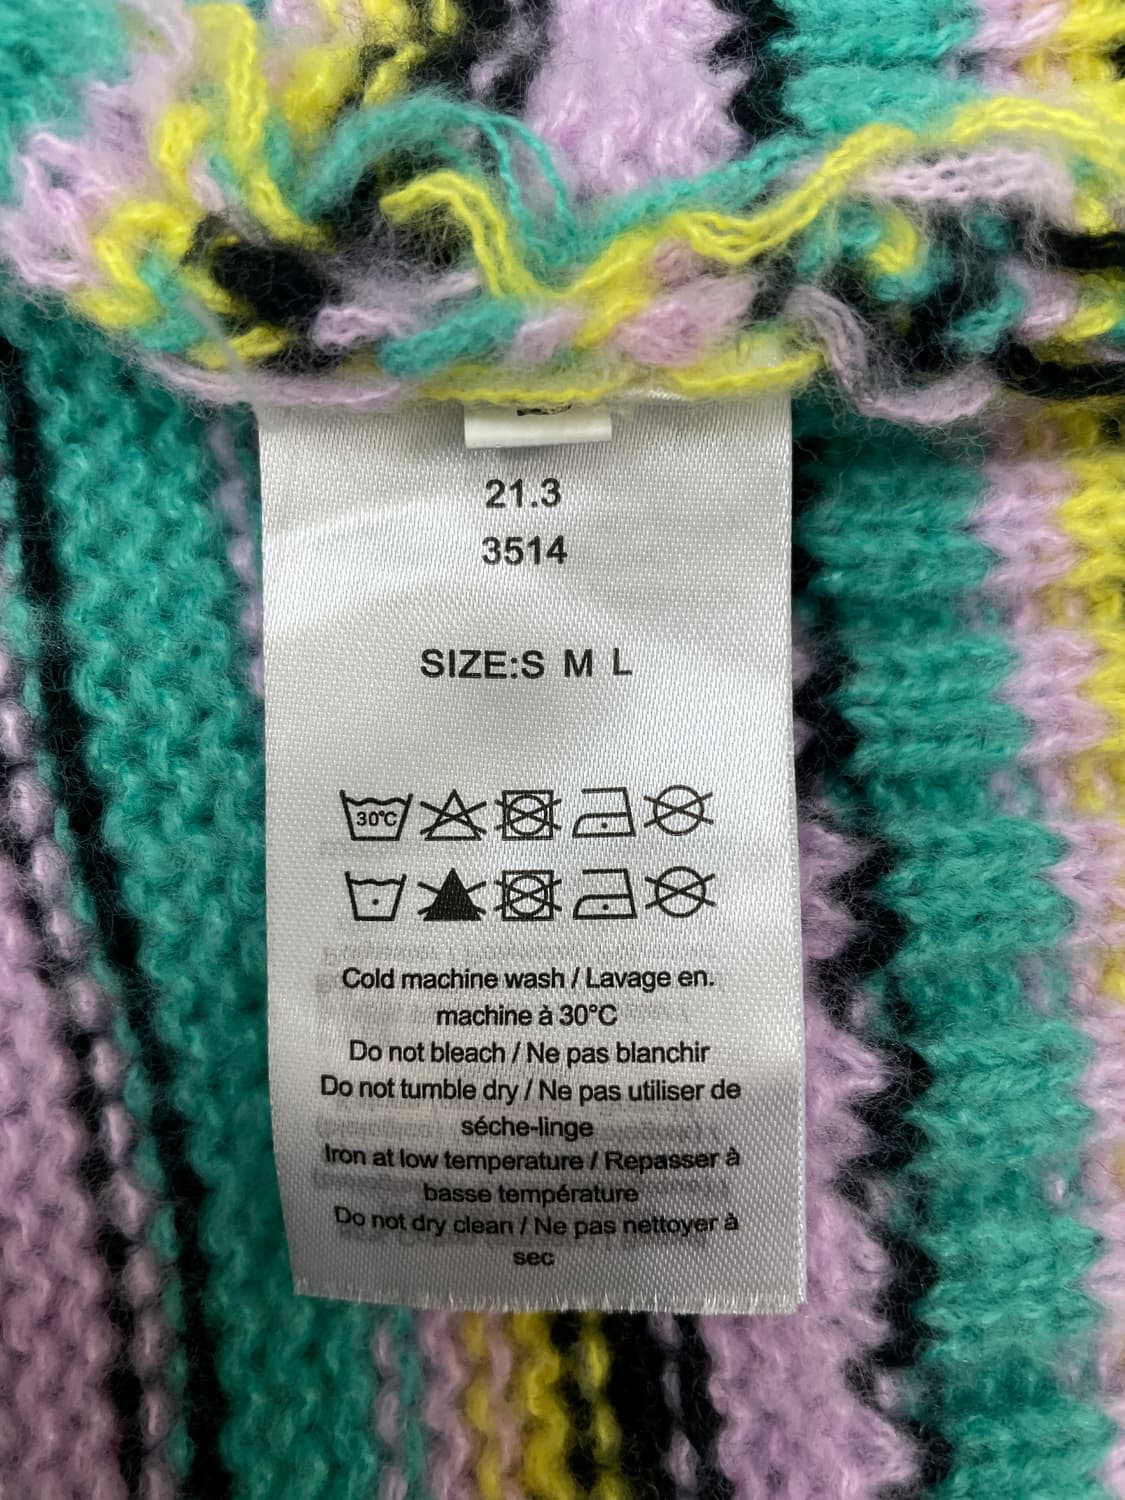 21.3
3514
SIZE:S M L
30℃
Cold machine wash / Lavage en.
machine à 30°C
Do not bleach / Ne pas blanchir
Do not tumble dry / Ne pas utiliser de
séche-linge
Iron at low temperature / Repasser à
basse température
Do not dry clean / Ne pas nettoyer à
sec